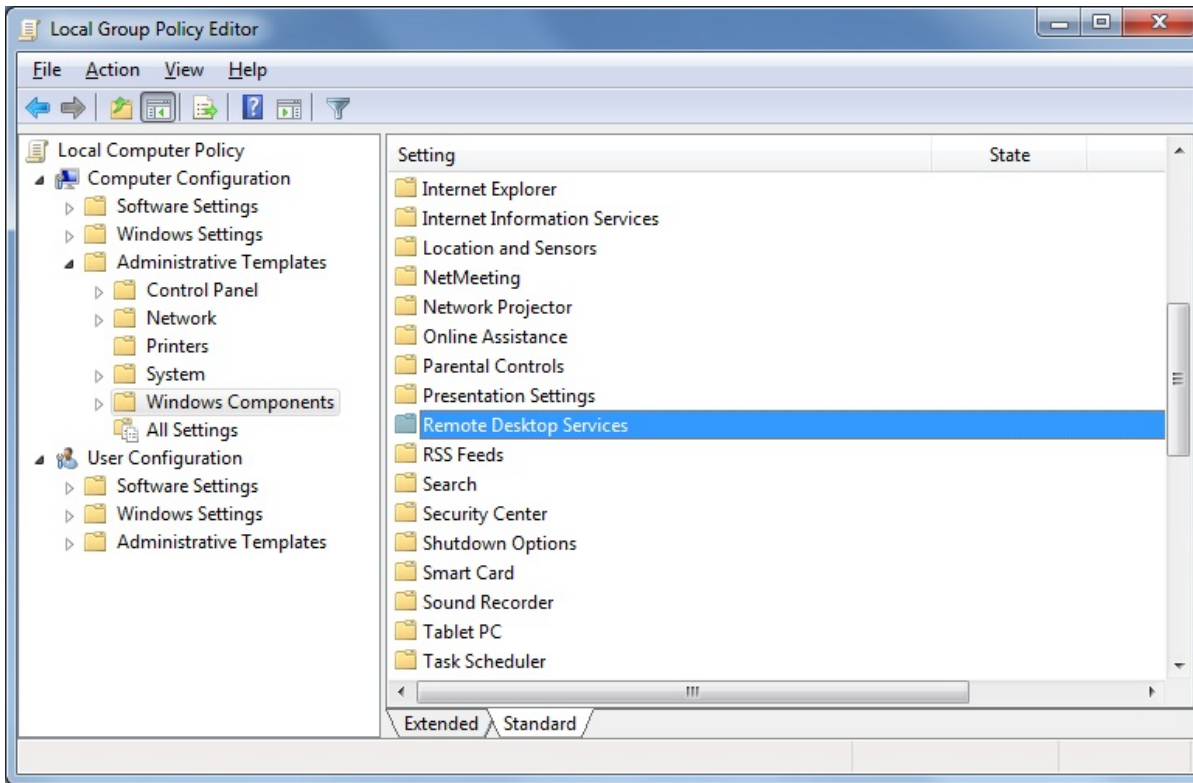 Local Group Policy Editor
File Action View Help
Local Computer Policy
Computer Configuration
Software Settings
Windows Settings
Administrative Templates
Control Panel
Network
Printers
System
Windows Components
All Settings
User Configuration
Software Settings
Windows Settings
Administrative Templates
Setting State
Internet Explorer
Internet Information Services
Location and Sensors
NetMeeting
Network Projector
Online Assistance
Parental Controls
Presentation Settings
Remote Desktop Services
RSS Feeds
Search
Security Center
Shutdown Options
Smart Card
Sound Recorder
Tablet PC
Task Scheduler
Extended Standard